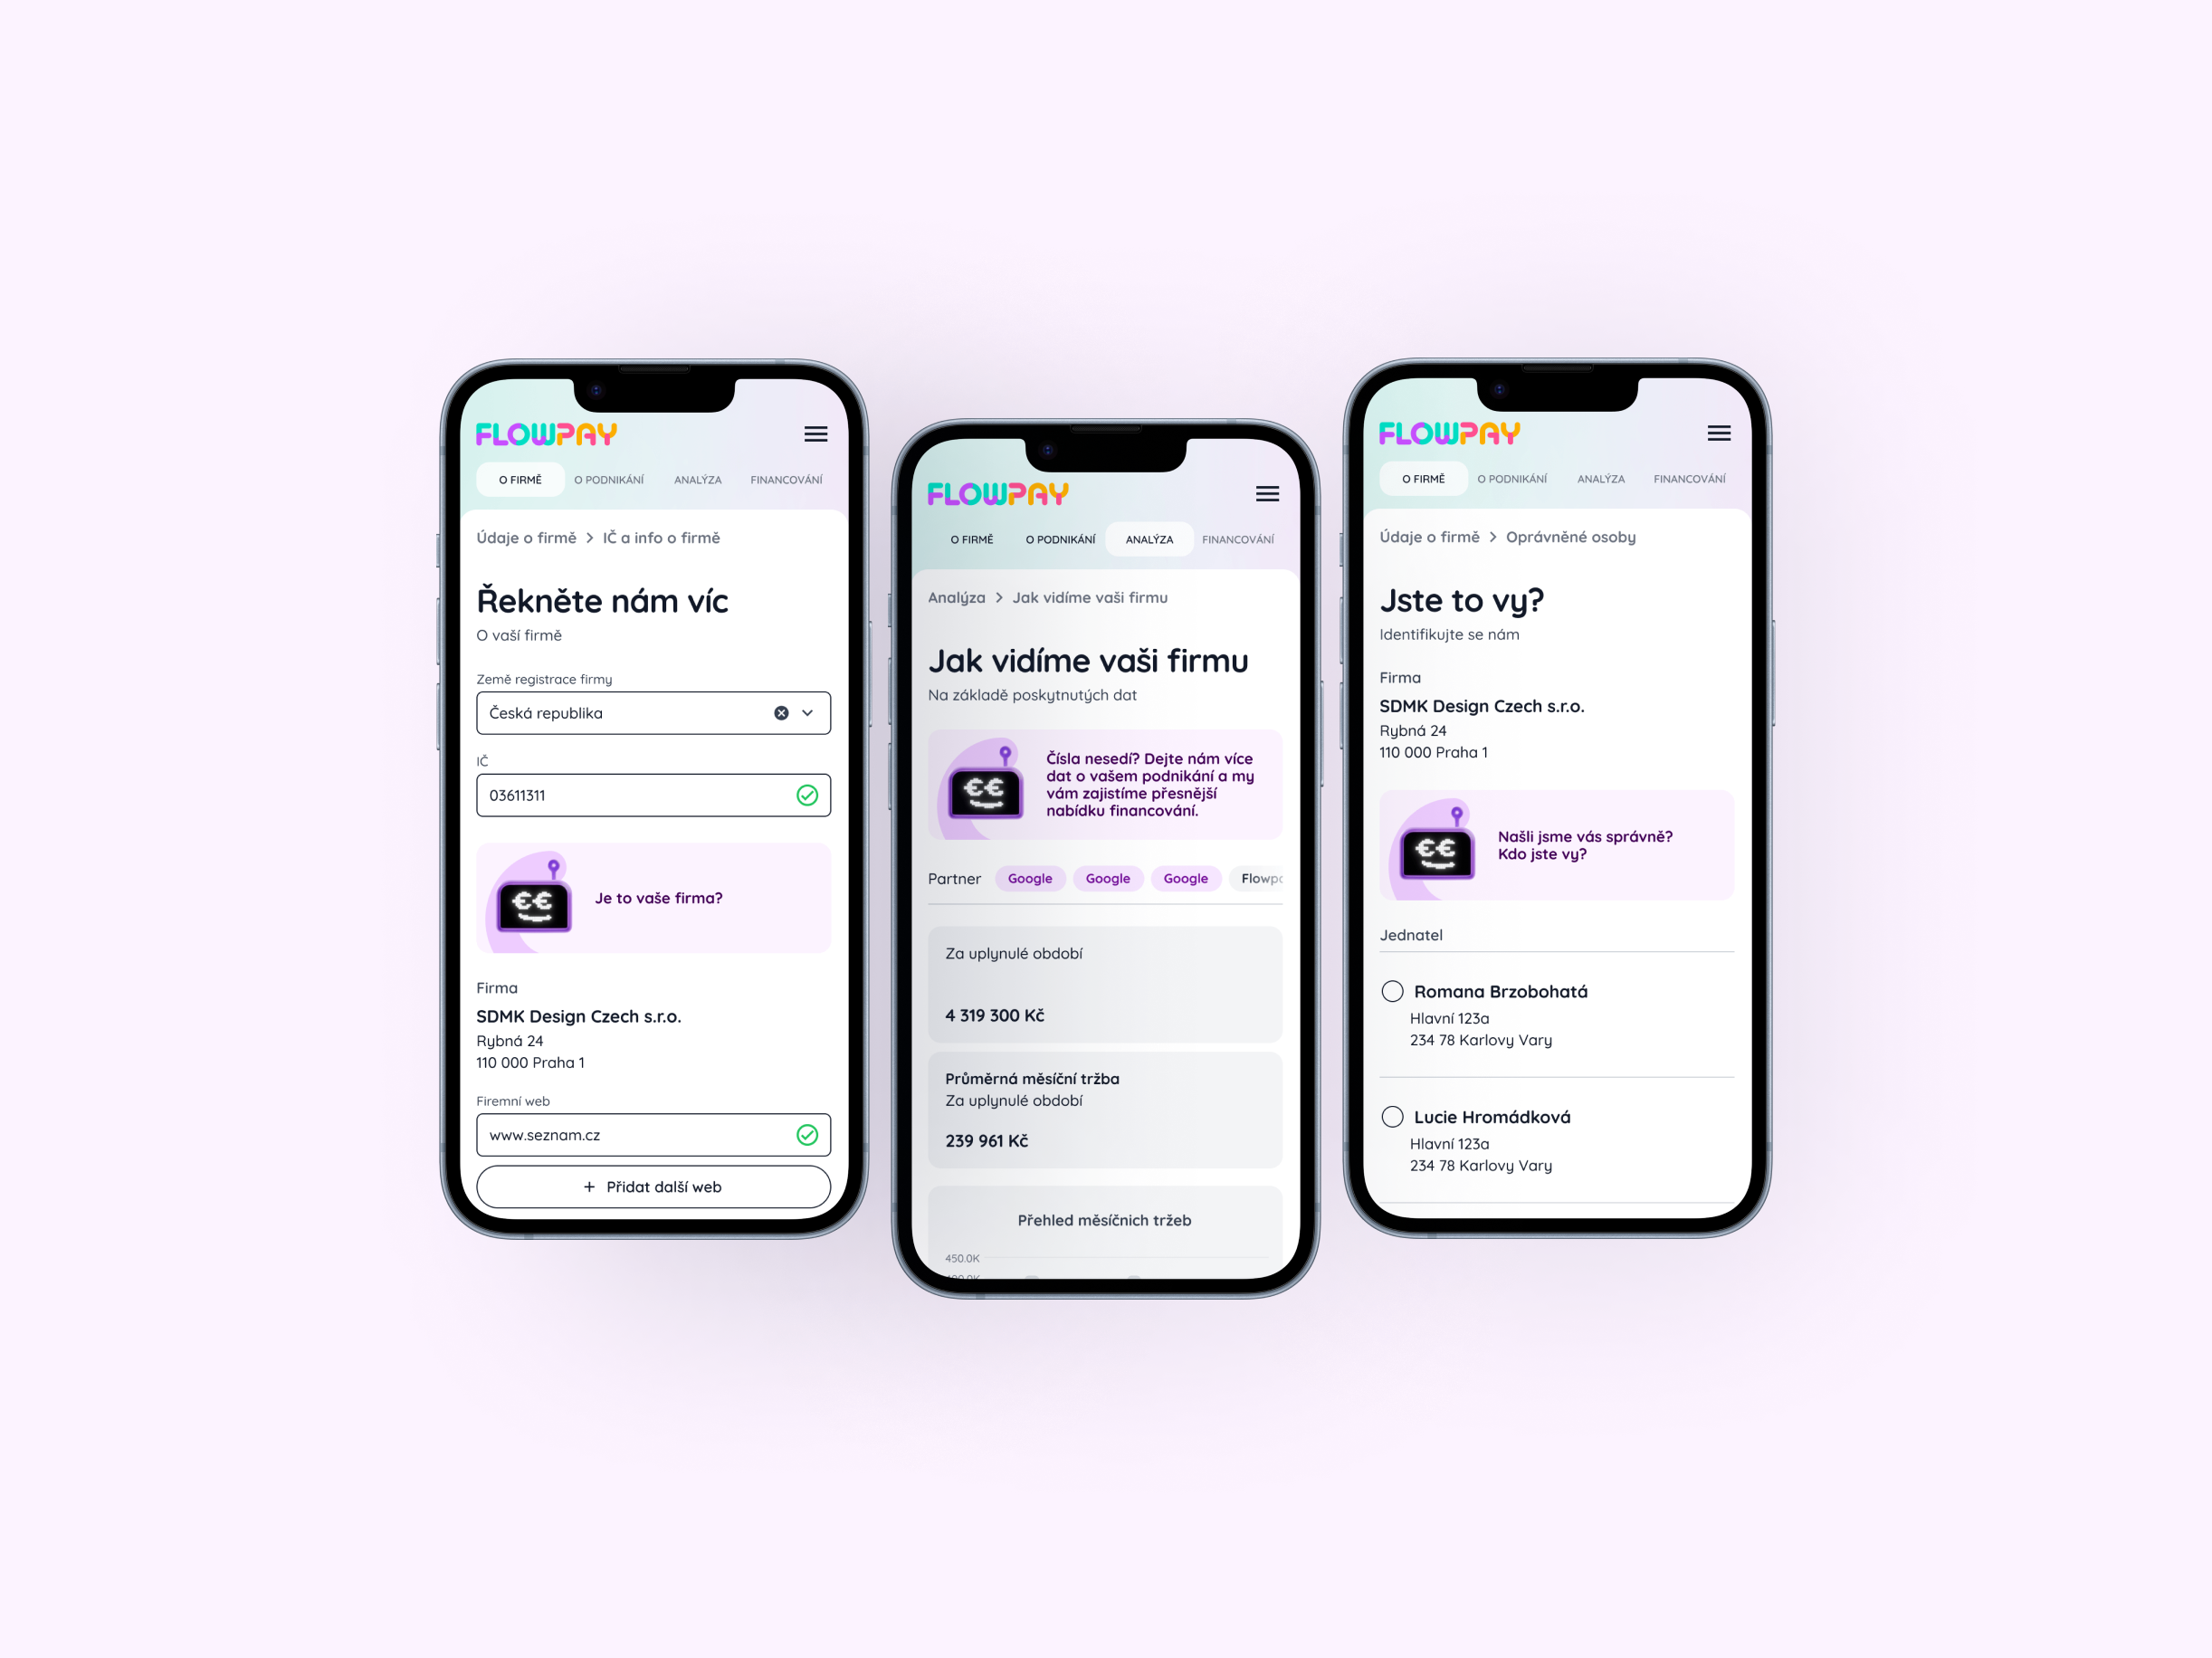 FLOWPAY
O FIRMĚ
O PODNIKÁNÍ
ANALÝZA
FINANCOVÁNÍ
Údaje o firmě > IČ a info o firmě
Řekněte nám víc
O vaší firmě
Země registrace firmy
Česká republika
IČ
03611311
€€
Je to vaše firma?
Firma
SDMK Design Czech s.r.o.
Rybná 24
110 000 Praha 1
Firemní web
www.seznam.cz
+ Přidat další web
FLOWPAY
O FIRMĚ
O PODNIKÁNÍ
ANALÝZA
FINANCOVÁNÍ
Analýza > Jak vidíme vaši firmu
Jak vidíme vaši firmu
Na základě poskytnutých dat
€€
Čísla nesedí? Dejte nám více
dat o vašem podnikání a my
vám zajistíme přesnější
nabídku financování.
Partner
Google
Google
Google
Za uplynulé období
4 319 300 Kč
Průměrná měsíční tržba
Za uplynulé období
239 961 Kč
Přehled měsíčnich tržeb
450.0K
FLOWPAY
O FIRMĚ
O PODNIKÁNÍ
ANALÝZA
FINANCOVÁNÍ
Údaje o firmě > Oprávněné osoby
Jste to vy?
Identifikujte se nám
Firma
SDMK Design Czech s.r.o.
Rybná 24
110 000 Praha 1
€€
Našli jsme vás správně?
Kdo jste vy?
Jednatel
Romana Brzobohatá
Hlavní 123a
234 78 Karlovy Vary
Lucie Hromádková
Hlavní 123a
234 78 Karlovy Vary